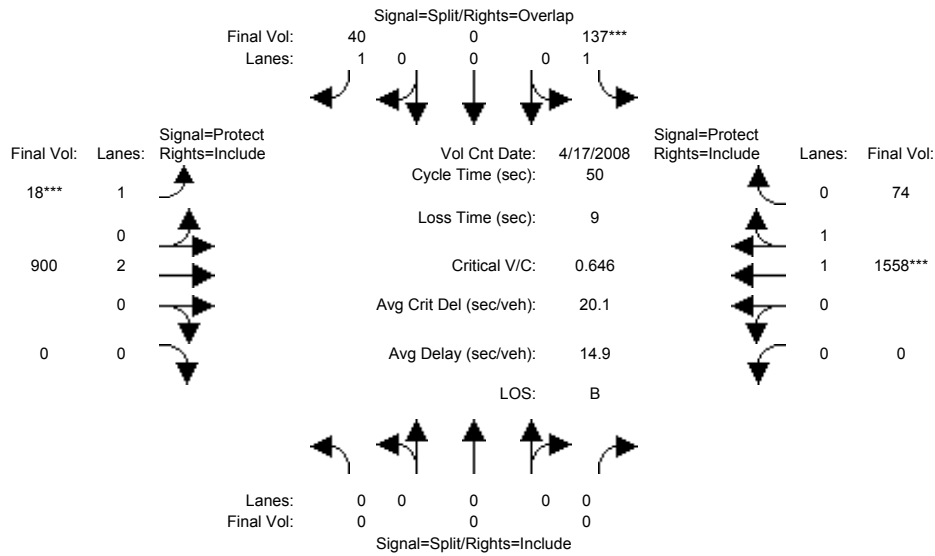 Signal=Split/Rights=Overlap
Final Vol: 40 0 137***
Lanes: 1 0 0 0 1
Signal=Protect Signal=Protect
Final Vol: Lanes: Rights=Include Vol Cnt Date: 4/17/2008 Rights=Include Lanes: Final Vol:
Cycle Time (sec): 50
18*** 1 0 74
Loss Time (sec): 9
0 1
900 2 Critical V/C: 0.646 1 1558***
0 Avg Crit Del (sec/veh): 20.1 0
0 0 Avg Delay (sec/veh): 14.9 0 0
LOS: B
Lanes: 0 0 0 0 0
Final Vol: 0 0 0
Signal=Split/Rights=Include